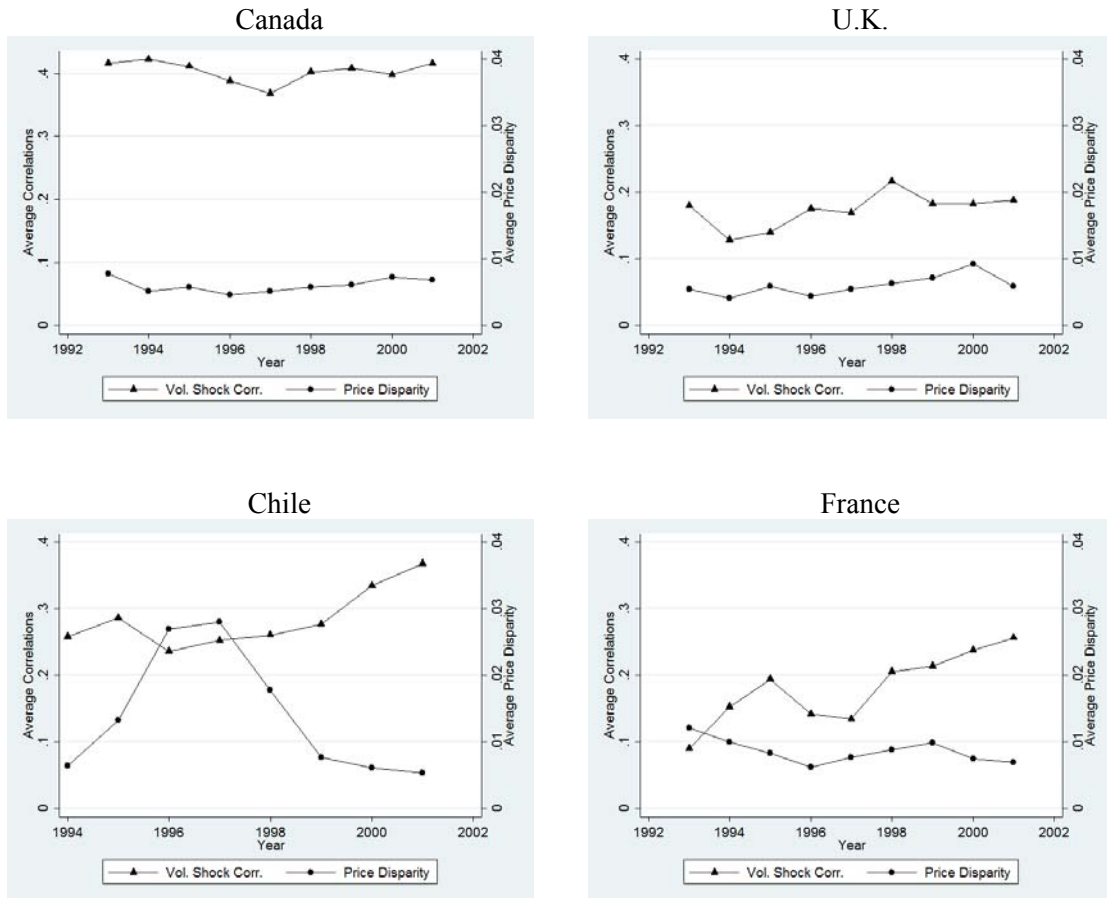 Canada
Average Correlations
0 .1 .2 .3 .4
Average Price Disparity
0 .01 .02 .03 .04
1992 1994 1996 1998 2000 2002
Year
Vol. Shock Corr. Price Disparity
U.K.
Average Correlations
0 .1 .2 .3 .4
Average Price Disparity
0 .01 .02 .03 .04
1992 1994 1996 1998 2000 2002
Year
Vol. Shock Corr. Price Disparity
Chile
Average Correlations
0 .1 .2 .3 .4
Average Price Disparity
0 .01 .02 .03 .04
1994 1996 1998 2000 2002
Year
Vol. Shock Corr. Price Disparity
France
Average Correlations
0 .1 .2 .3 .4
Average Price Disparity
0 .01 .02 .03 .04
1992 1994 1996 1998 2000 2002
Year
Vol. Shock Corr. Price Disparity